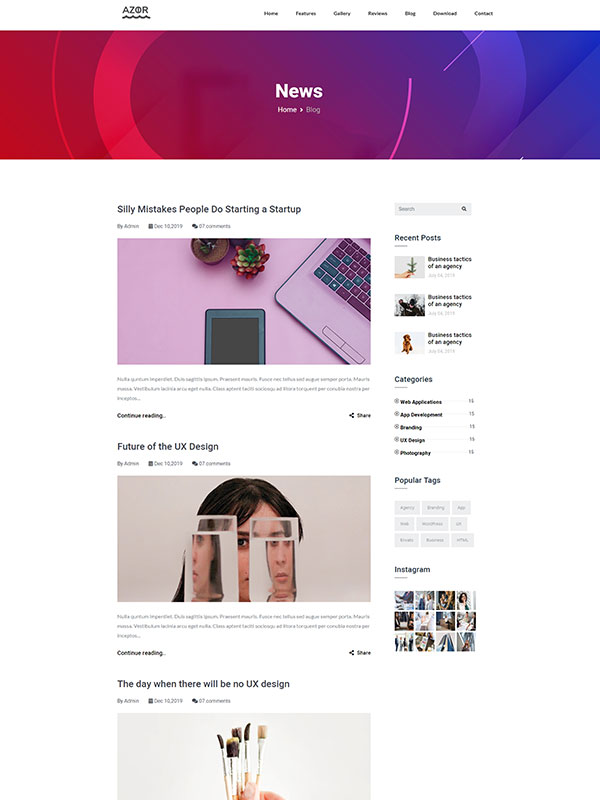 AZOR
Home Features Gallery Reviews Blog Download Contact
News
Home Blog
Silly Mistakes People Do Starting a Startup
By Admin Dec 10,2019 07 comments
Nulla quntum imperdiet. Duis sagittis ipsum. Praesent mauris. Fusce nec tellus sed augue semper porta. Mauris
massa. Vestibulum lacinia arcu eget nulla. Class aptent taciti sociosqu ad litora torquent per conubia nostra per
inceptos...
Continue reading.. Share
Future of the UX Design
By Admin Dec 10,2019 07 comments
Nulla quntum imperdiet. Duis sagittis ipsum. Praesent mauris. Fusce nec tellus sed augue semper porta. Mauris
massa. Vestibulum lacinia arcu eget nulla. Class aptent taciti sociosqu ad litora torquent per conubia nostra per
inceptos...
Continue reading.. Share
The day when there will be no UX design
By Admin Dec 10,2019 07 comments
Search
Recent Posts
Business tactics
of an agency
July 04, 2019
Business tactics
of an agency
July 04, 2019
Business tactics
of an agency
July 04, 2019
Categories
Web Applications 15
App Development 15
Branding 15
UX Design 15
Photography 15
Popular Tags
Agency Branding App
Web WordPress UX
Emails Business HTML
Instagram